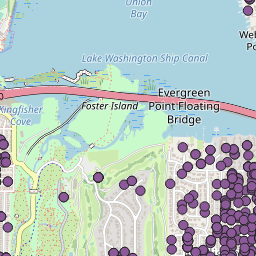 Union
Bay
Lake Washington Ship Canal
Evergreen
Point Floating
Bridge
Foster Island
Kingfisher
Cove